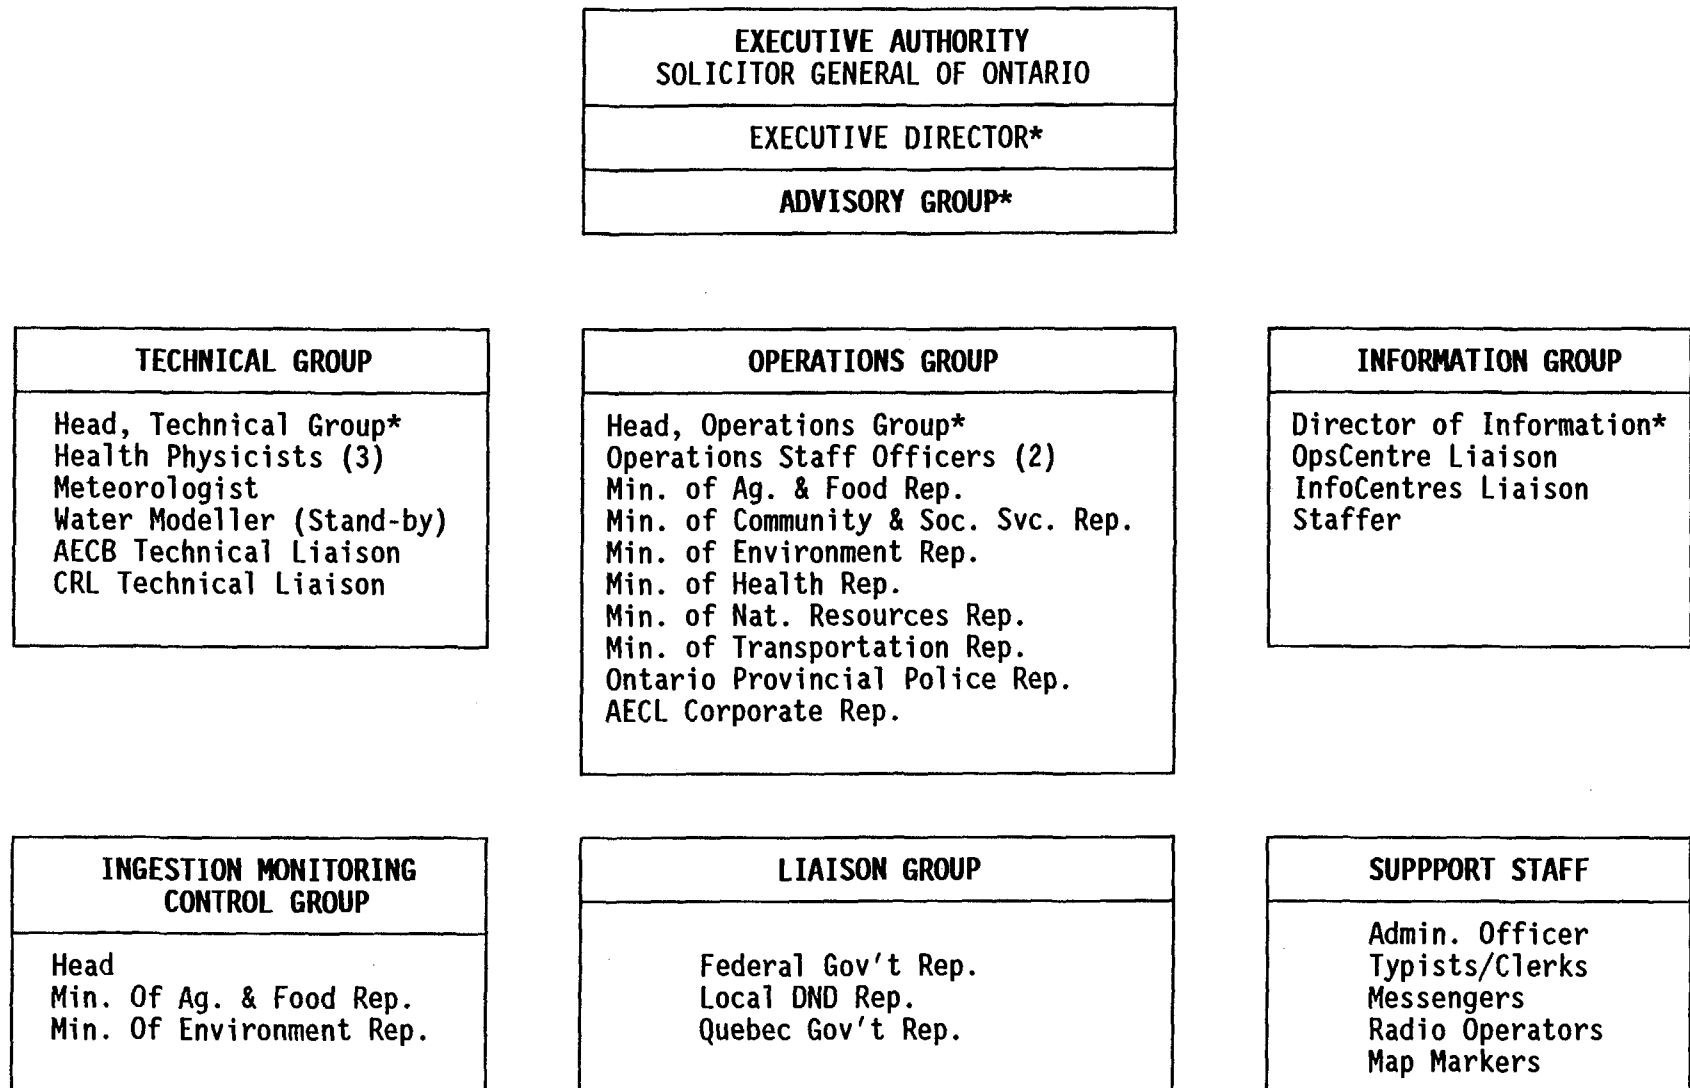 EXECUTIVE AUTHORITY
SOLICITOR GENERAL OF ONTARIO
EXECUTIVE DIRECTOR*
ADVISORY GROUP*
TECHNICAL GROUP
Head, Technical Group*
Health Physicists (3)
Meteorologist
Water Modeller (Stand-by)
AECB Technical Liaison
CRL Technical Liaison
OPERATIONS GROUP
Head, Operations Group*
Operations Staff Officers (2)
Min. of Ag. & Food Rep.
Min. of Community & Soc. Svc. Rep.
Min. of Environment Rep.
Min. of Health Rep.
Min. of Nat. Resources Rep.
Min. of Transportation Rep.
Ontario Provincial Police Rep.
AECL Corporate Rep.
INFORMATION GROUP
Director of Information*
OpsCentre Liaison
InfoCentres Liaison
Staffer
INGESTION MONITORING
CONTROL GROUP
Head
Min. Of Ag. & Food Rep.
Min. Of Environment Rep.
LIAISON GROUP
Federal Gov't Rep.
Local DND Rep.
Quebec Gov't Rep.
SUPPPORT STAFF
Admin. Officer
Typists/Clerks
Messengers
Radio Operators
Map Markers